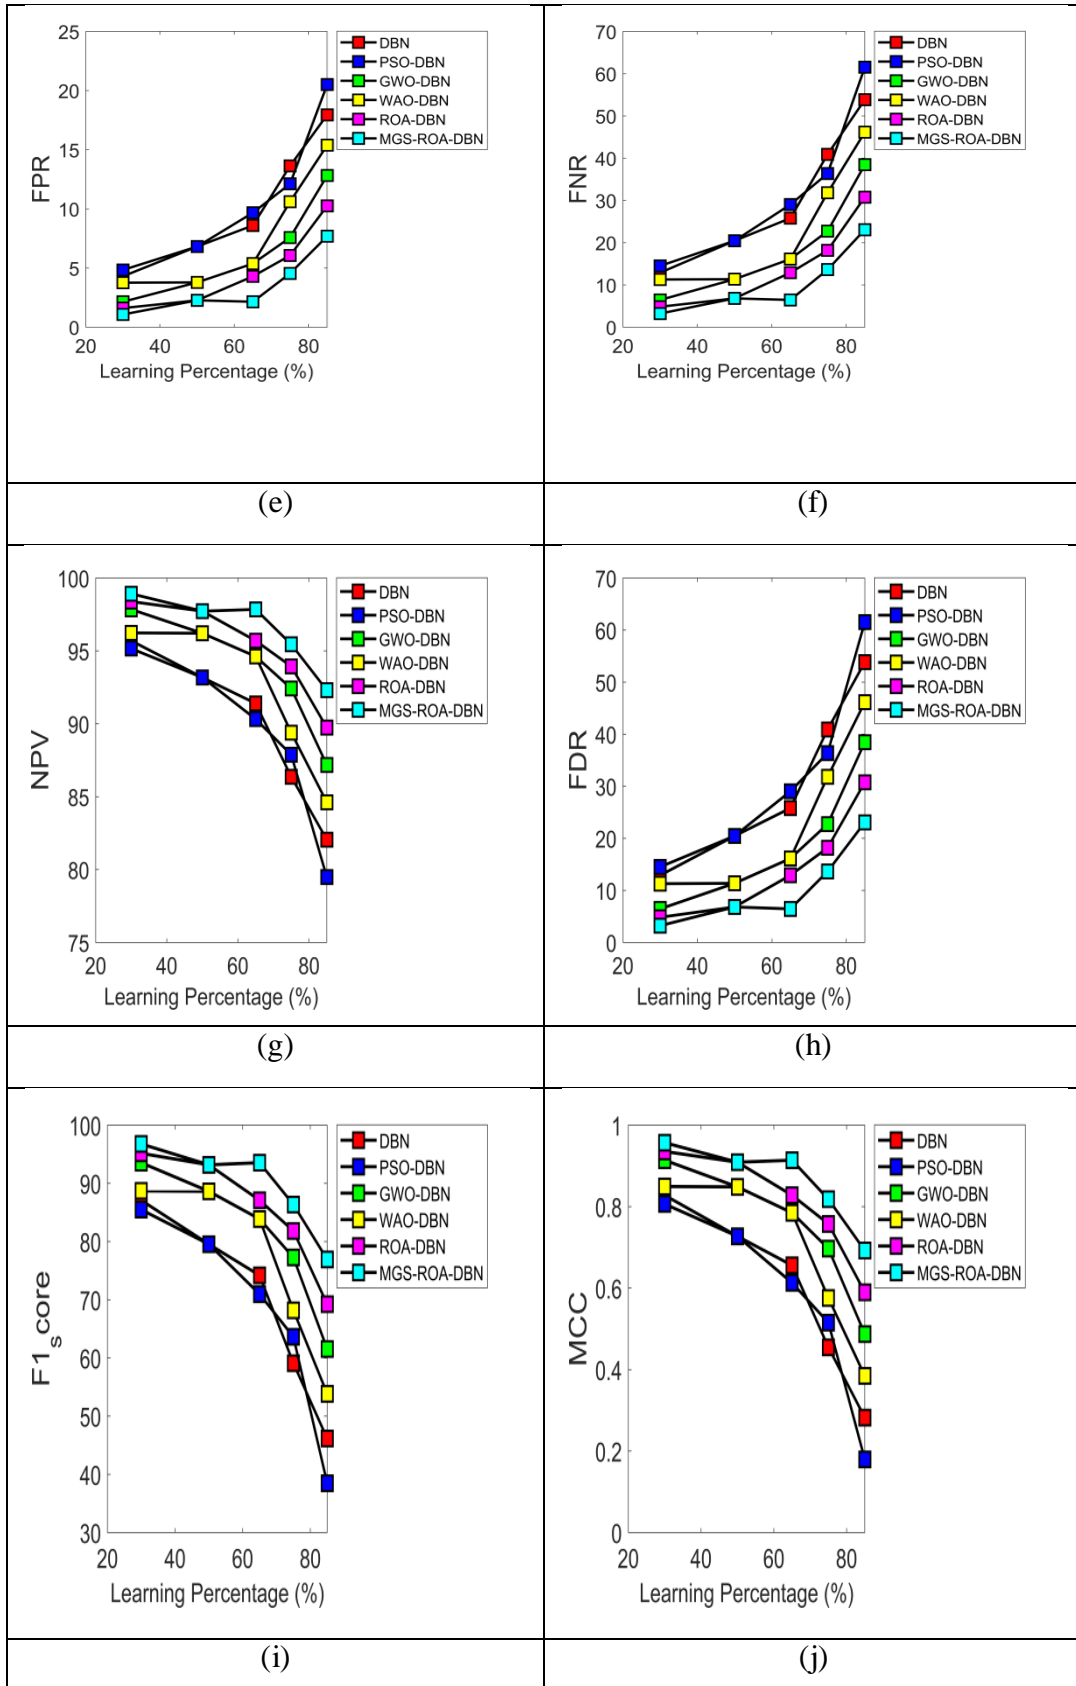 25
20
15
10
5
0
FPR
20 40 60 80
Learning Percentage (%)
DBN
PSO-DBN
GWO-DBN
WAO-DBN
ROA-DBN
MGS-ROA-DBN
70
60
50
40
30
20
10
0
FNR
20 40 60 80
Learning Percentage (%)
DBN
PSO-DBN
GWO-DBN
WAO-DBN
ROA-DBN
MGS-ROA-DBN
(e)
(f)
100
95
90
85
80
75
NPV
20 40 60 80
Learning Percentage (%)
DBN
PSO-DBN
GWO-DBN
WAO-DBN
ROA-DBN
MGS-ROA-DBN
70
60
50
40
30
20
10
0
FDR
20 40 60 80
Learning Percentage (%)
DBN
PSO-DBN
GWO-DBN
WAO-DBN
ROA-DBN
MGS-ROA-DBN
(g)
(h)
100
90
80
70
60
50
40
30
F1score
20 40 60 80
Learning Percentage (%)
DBN
PSO-DBN
GWO-DBN
WAO-DBN
ROA-DBN
MGS-ROA-DBN
1
0.8
0.6
0.4
0.2
0
MCC
20 40 60 80
Learning Percentage (%)
DBN
PSO-DBN
GWO-DBN
WAO-DBN
ROA-DBN
MGS-ROA-DBN
(i)
(j)